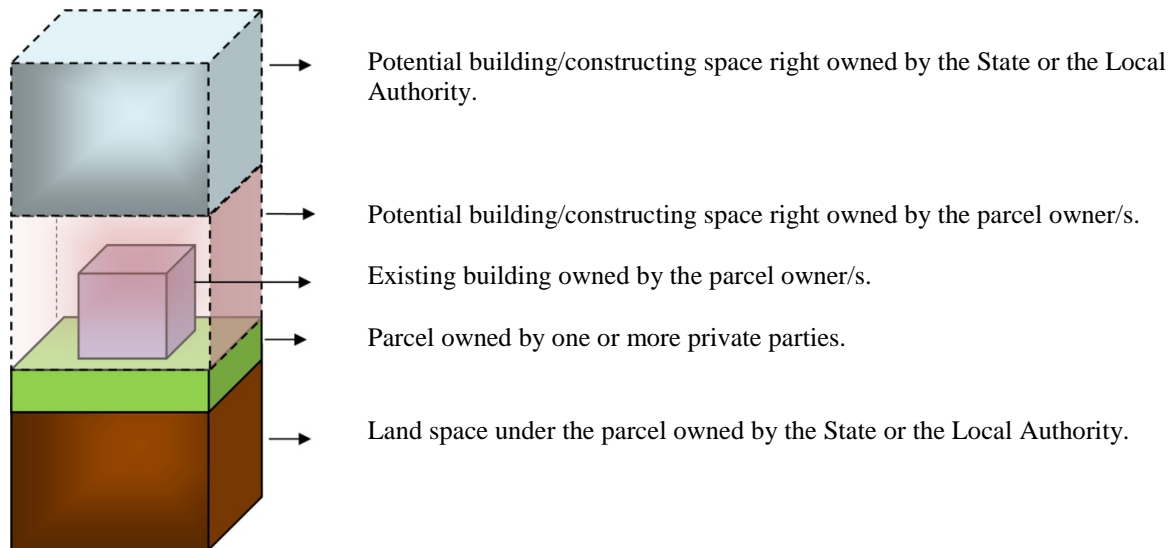 Potential building/constructing space right owned by the State or the Local
Authority.
Potential building/constructing space right owned by the parcel owner/s.
Existing building owned by the parcel owner/s.
Parcel owned by one or more private parties.
Land space under the parcel owned by the State or the Local Authority.